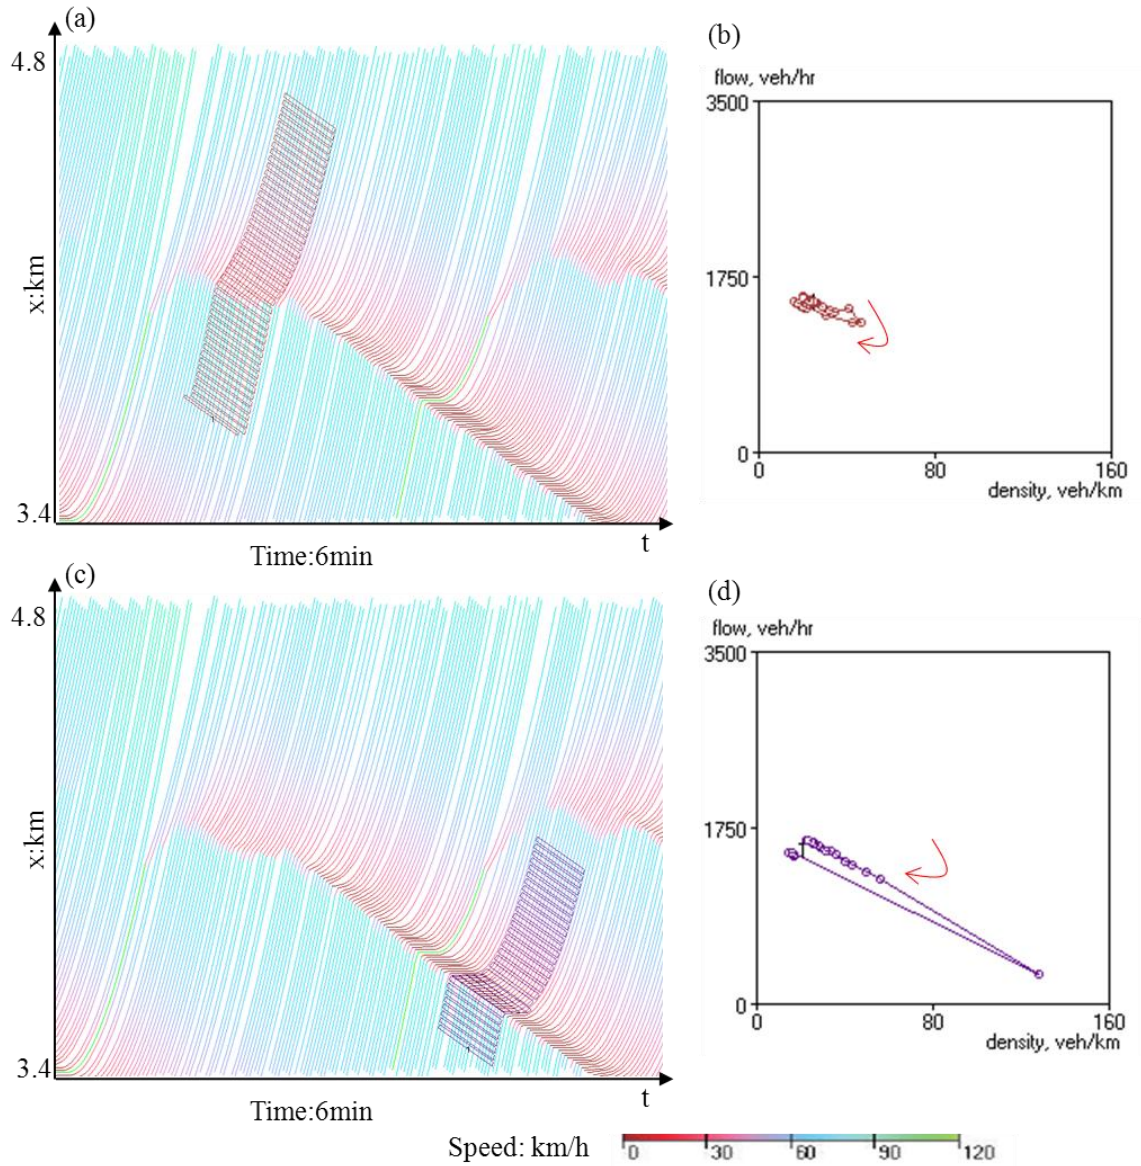 (a)
4.8
x:km
3.4
t
Time:6min
(b)
flow, veh/hr
3500
1750
0
0 80 160
density, veh/km
(c)
4.8
x:km
3.4
t
Time:6min
(d)
flow, veh/hr
3500
1750
0
0 80 160
density, veh/km
Speed: km/h
0 30 60 90 120